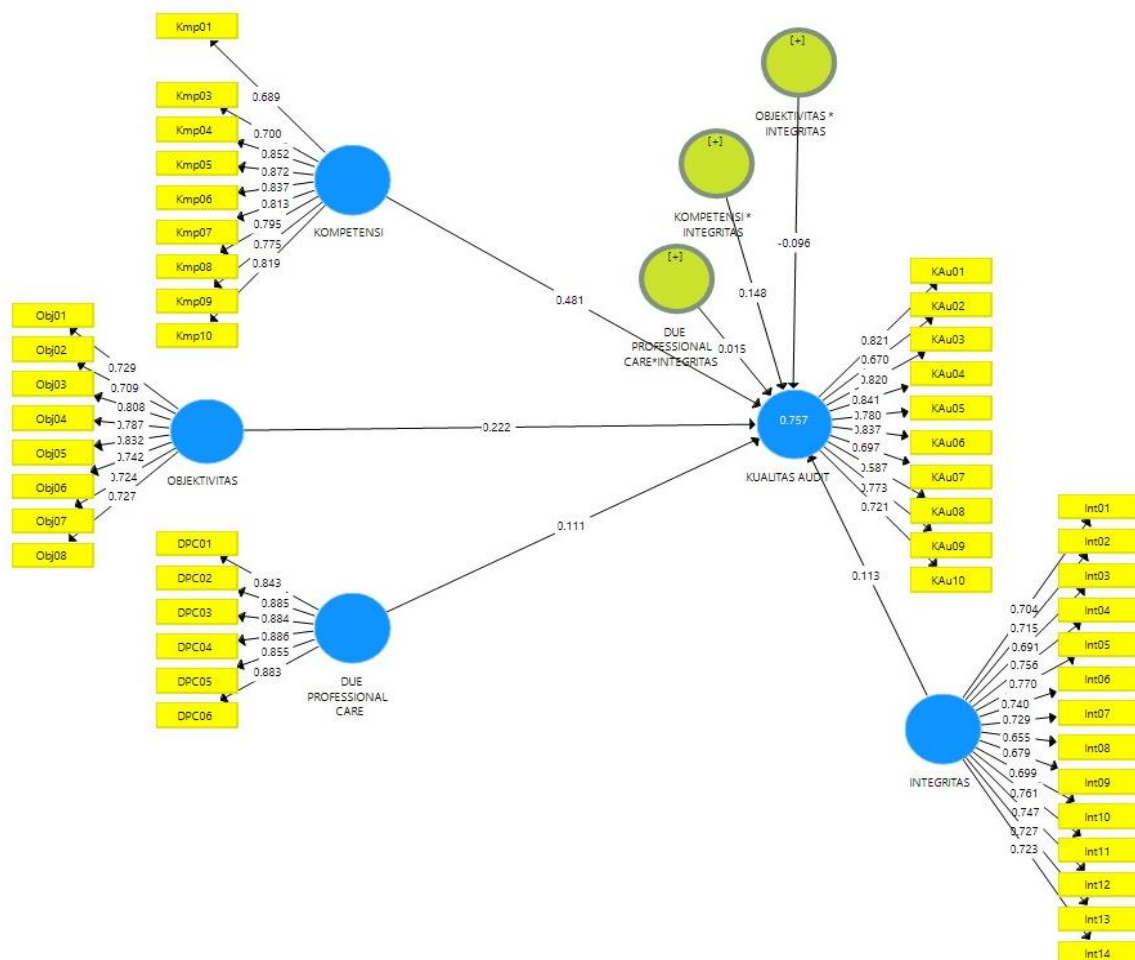 Kmp01
Kmp03
Kmp04
Kmp05
Kmp06
Kmp07
Kmp08
Kmp09
Kmp10
0.689
0.700
0.852
0.872
0.837
0.813
0.795
0.775
0.819
KOMPETENSI
[+]
OBJEKTIVITAS *
INTEGRITAS
[+]
KOMPETENSI *
INTEGRITAS
[+]
DUE
PROFESSIONAL
CARE*INTEGRITAS
-0.096
0.148
0.015
0.481
Obj01
Obj02
Obj03
Obj04
Obj05
Obj06
Obj07
Obj08
0.729
0.709
0.808
0.787
0.832
0.742
0.724
0.727
OBJEKTIVITAS
0.222
DPC01
DPC02
DPC03
DPC04
DPC05
DPC06
0.843
0.885
0.884
0.886
0.855
0.883
DUE
PROFESSIONAL
CARE
0.111
0.757
KUALITAS AUDIT
0.821
0.670
0.820
0.841
0.780
0.837
0.697
0.587
0.773
0.721
KAu01
KAu02
KAu03
KAu04
KAu05
KAu06
KAu07
KAu08
KAu09
KAu10
0.113
INTEGRITAS
0.704
0.715
0.691
0.756
0.770
0.740
0.729
0.655
0.679
0.699
0.761
0.747
0.727
0.723
Int01
Int02
Int03
Int04
Int05
Int06
Int07
Int08
Int09
Int10
Int11
Int12
Int13
Int14